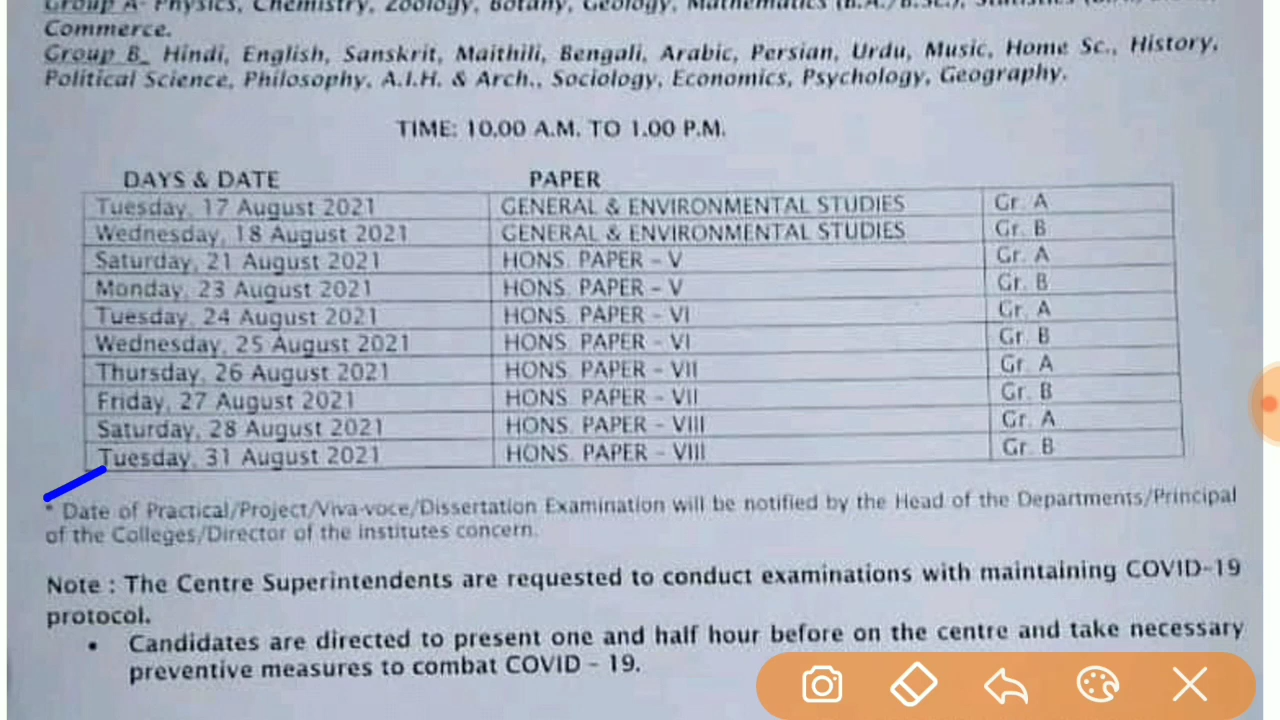 Group A- Physics, Chemistry, Zoology, Botany, Geology, Mathematics (B.A./B.Sc.),
Commerce.
Group B_ Hindi, English, Sanskrit, Maithili, Bengali, Arabic, Persian, Urdu, Music, Home Sc., History,
Political Science, Philosophy, A.I.H. & Arch., Sociology, Economics, Psychology, Geography.
TIME: 10.00 A.M. TO 1.00 P.M.
DAYS & DATE PAPER
Tuesday, 17 August 2021 GENERAL & ENVIRONMENTAL STUDIES Gr. A
Wednesday, 18 August 2021 GENERAL & ENVIRONMENTAL STUDIES Gr. B
Saturday, 21 August 2021 HONS. PAPER - V Gr. A
Monday, 23 August 2021 HONS. PAPER - V Gr. B
Tuesday, 24 August 2021 HONS. PAPER - VI Gr. A
Wednesday, 25 August 2021 HONS. PAPER - VI Gr. B
Thursday, 26 August 2021 HONS. PAPER - VII Gr. A
Friday, 27 August 2021 HONS. PAPER - VII Gr. B
Saturday, 28 August 2021 HONS. PAPER - VIII Gr. A
Tuesday, 31 August 2021 HONS. PAPER - VIII Gr. B
* Date of Practical/Project/Viva-voce/Dissertation Examination will be notified by the Head of the Departments/Principal
of the Colleges/Director of the institutes concern.
Note : The Centre Superintendents are requested to conduct examinations with maintaining COVID-19
protocol.
• Candidates are directed to present one and half hour before on the centre and take necessary
preventive measures to combat COVID - 19.